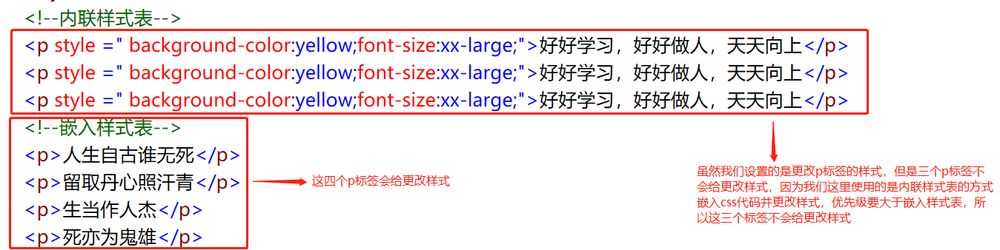 <!--内联样式表-->
<p style =" background-color:yellow;font-size:xx-large;">好好学习，好好做人，天天向上</p>
<p style =" background-color:yellow;font-size:xx-large;">好好学习，好好做人，天天向上</p>
<p style =" background-color:yellow;font-size:xx-large;">好好学习，好好做人，天天向上</p>
<!--嵌入样式表-->
<p>人生自古谁无死</p>
<p>留取丹心照汗青</p>
<p>生当作人杰</p>
<p>死亦为鬼雄</p>
这四个p标签会给更改样式
虽然我们设置的是更改p标签的样式，但是三个p标签不
会给更改样式，因为我们这里使用的是内联样式表的方式
嵌入css代码并更改样式，优先级要大于嵌入样式表，所
以这三个标签不会给更改样式